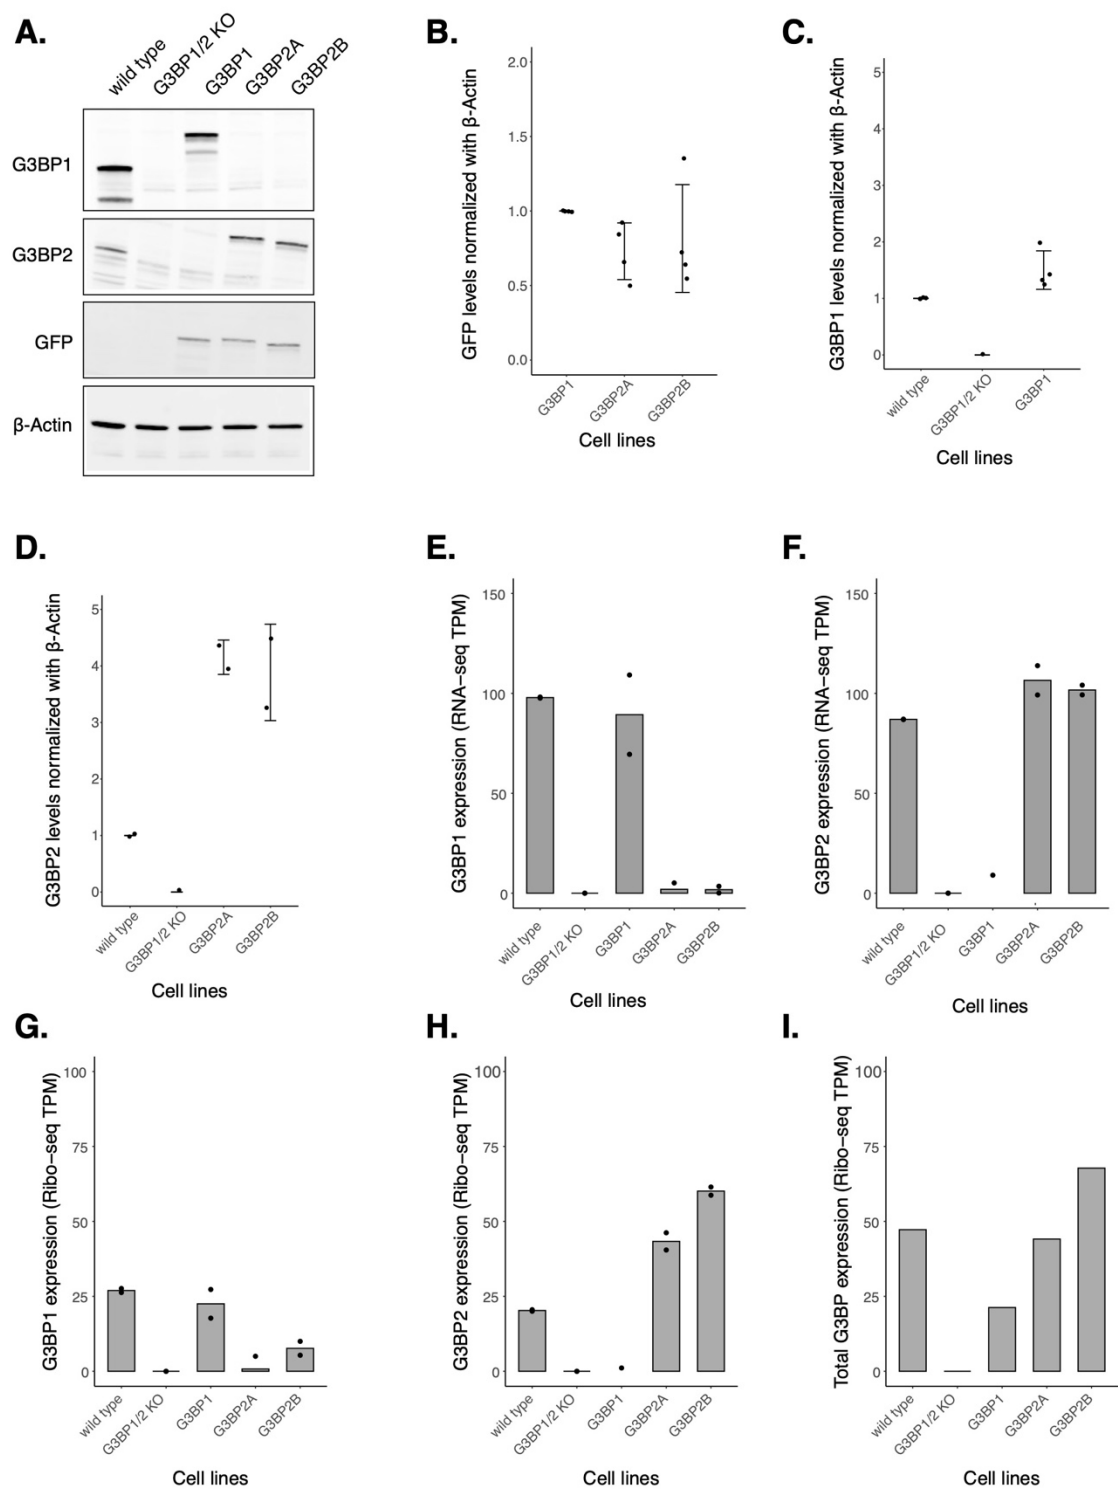 A.
wild type
G3BP1/2 KO
G3BP1
G3BP2A
G3BP2B
G3BP1
G3BP2
GFP
β-Actin
B.
GFP levels normalized with β-Actin
2.0
1.5
1.0
0.5
0.0
G3BP1
G3BP2A
G3BP2B
Cell lines
C.
G3BP1 levels normalized with β-Actin
5
4
3
2
1
0
wild type
G3BP1/2 KO
G3BP1
Cell lines
D.
G3BP2 levels normalized with β-Actin
5
4
3
2
1
0
wild type
G3BP1/2 KO
G3BP2A
G3BP2B
Cell lines
E.
G3BP1 expression (RNA−seq TPM)
150
100
50
0
wild type
G3BP1/2 KO
G3BP1
G3BP2A
G3BP2B
Cell lines
F.
G3BP2 expression (RNA−seq TPM)
150
100
50
0
wild type
G3BP1/2 KO
G3BP1
G3BP2A
G3BP2B
Cell lines
G.
G3BP1 expression (Ribo−seq TPM)
100
75
50
25
0
wild type
G3BP1/2 KO
G3BP1
G3BP2A
G3BP2B
Cell lines
H.
G3BP2 expression (Ribo−seq TPM)
100
75
50
25
0
wild type
G3BP1/2 KO
G3BP1
G3BP2A
G3BP2B
Cell lines
I.
Total G3BP expression (Ribo−seq TPM)
100
75
50
25
0
wild type
G3BP1/2 KO
G3BP1
G3BP2A
G3BP2B
Cell lines